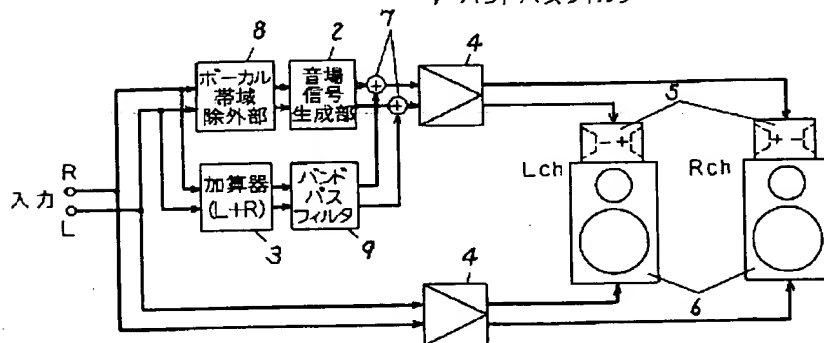 8
2
7
4
ボーカル
帯域
除外部
音場
信号
生成部
+
+
5
-+
+-
Lch
Rch
入力
R
L
加算器
(L+R)
バンド
パス
フィルタ
3
9
4
6